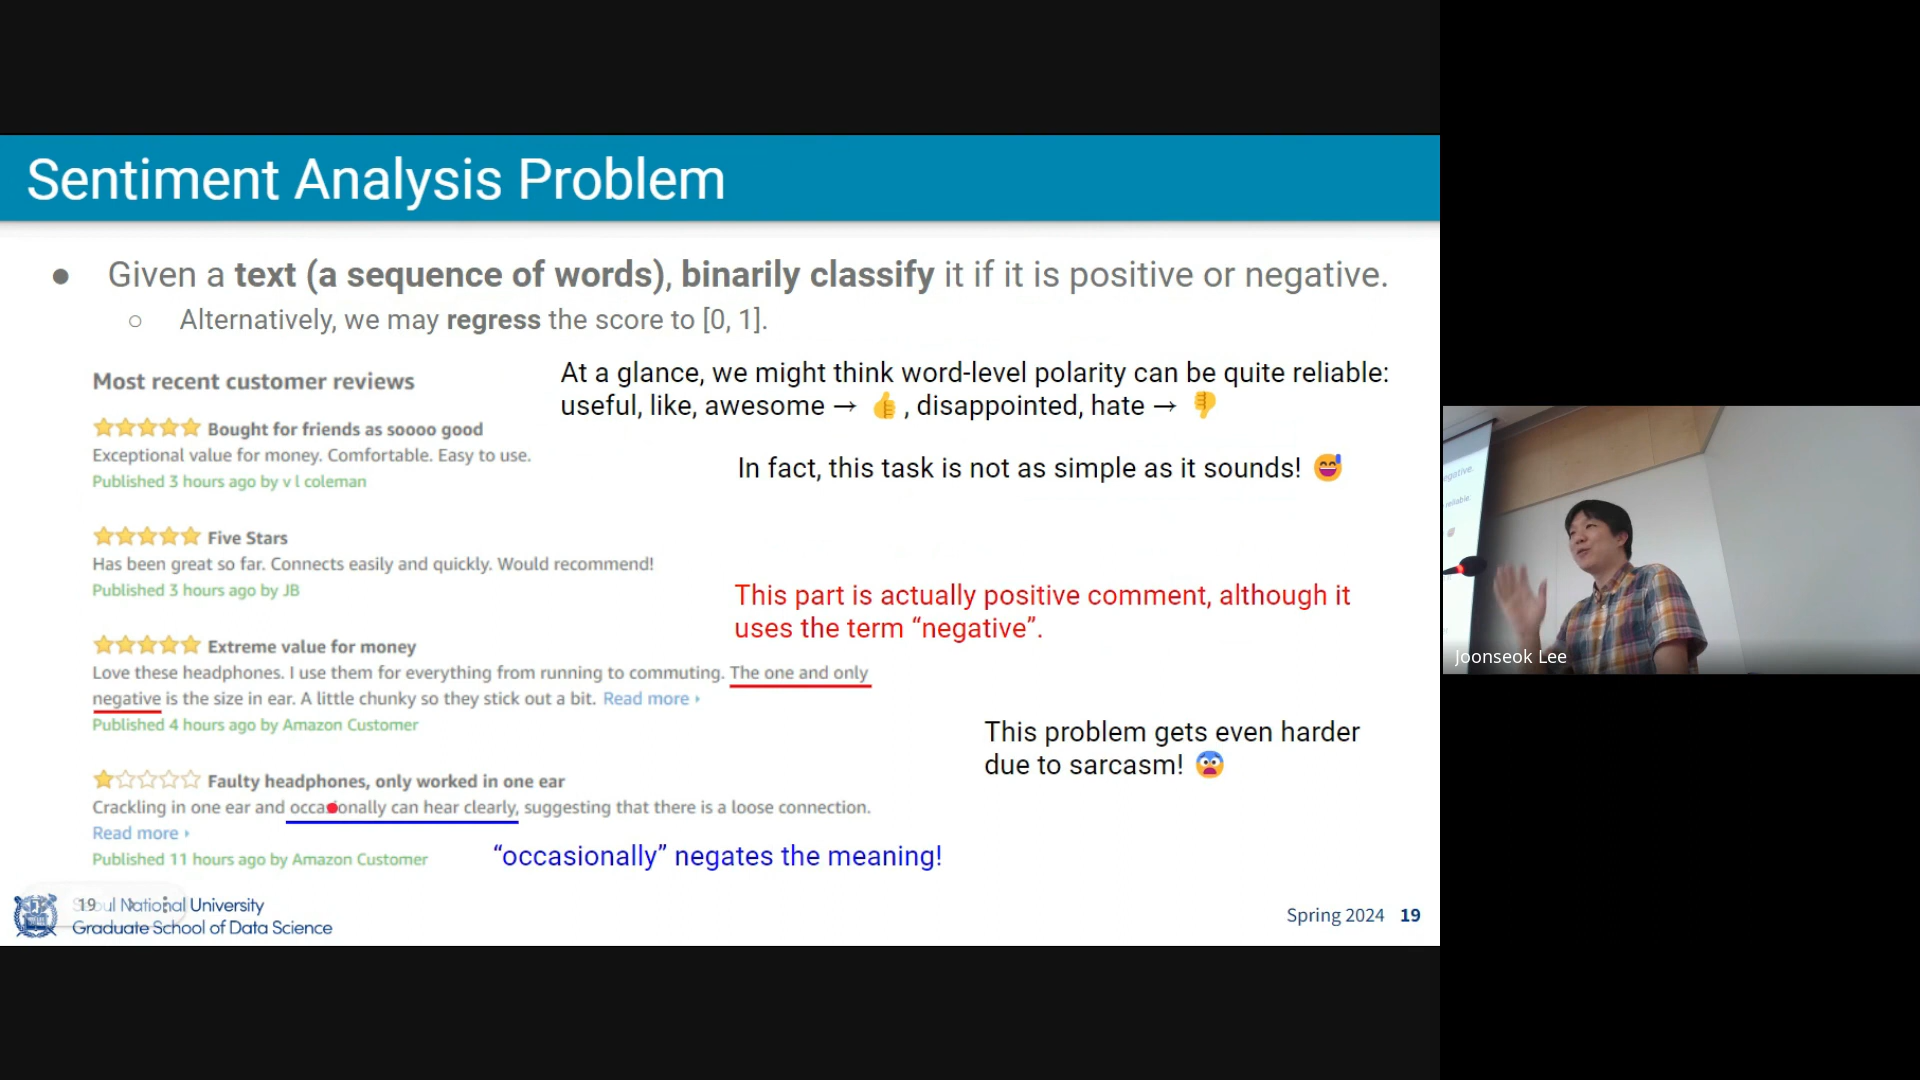 Sentiment Analysis Problem
● Given a text (a sequence of words), binarily classify it if it is positive or negative.
○ Alternatively, we may regress the score to [0, 1].
At a glance, we might think word-level polarity can be quite reliable:
useful, like, awesome → 👍 , disappointed, hate → 👎
In fact, this task is not as simple as it sounds! 😅
Most recent customer reviews
Bought for friends as soooo good
Exceptional value for money. Comfortable. Easy to use.
Published 3 hours ago by v l coleman
Five Stars
Has been great so far. Connects easily and quickly. Would recommend!
Published 3 hours ago by JB
This part is actually positive comment, although it
uses the term “negative”.
Extreme value for money
Love these headphones. I use them for everything from running to commuting. The one and only
negative is the size in ear. A little chunky so they stick out a bit. Read more ›
Published 4 hours ago by Amazon Customer
This problem gets even harder
due to sarcasm! 😨
Faulty headphones, only worked in one ear
Crackling in one ear and occasionally can hear clearly, suggesting that there is a loose connection.
Read more ›
Published 11 hours ago by Amazon Customer
“occasionally” negates the meaning!
19
Seoul National University
Graduate School of Data Science
Spring 2024 19
egative.
reliable:
Joonseok Lee